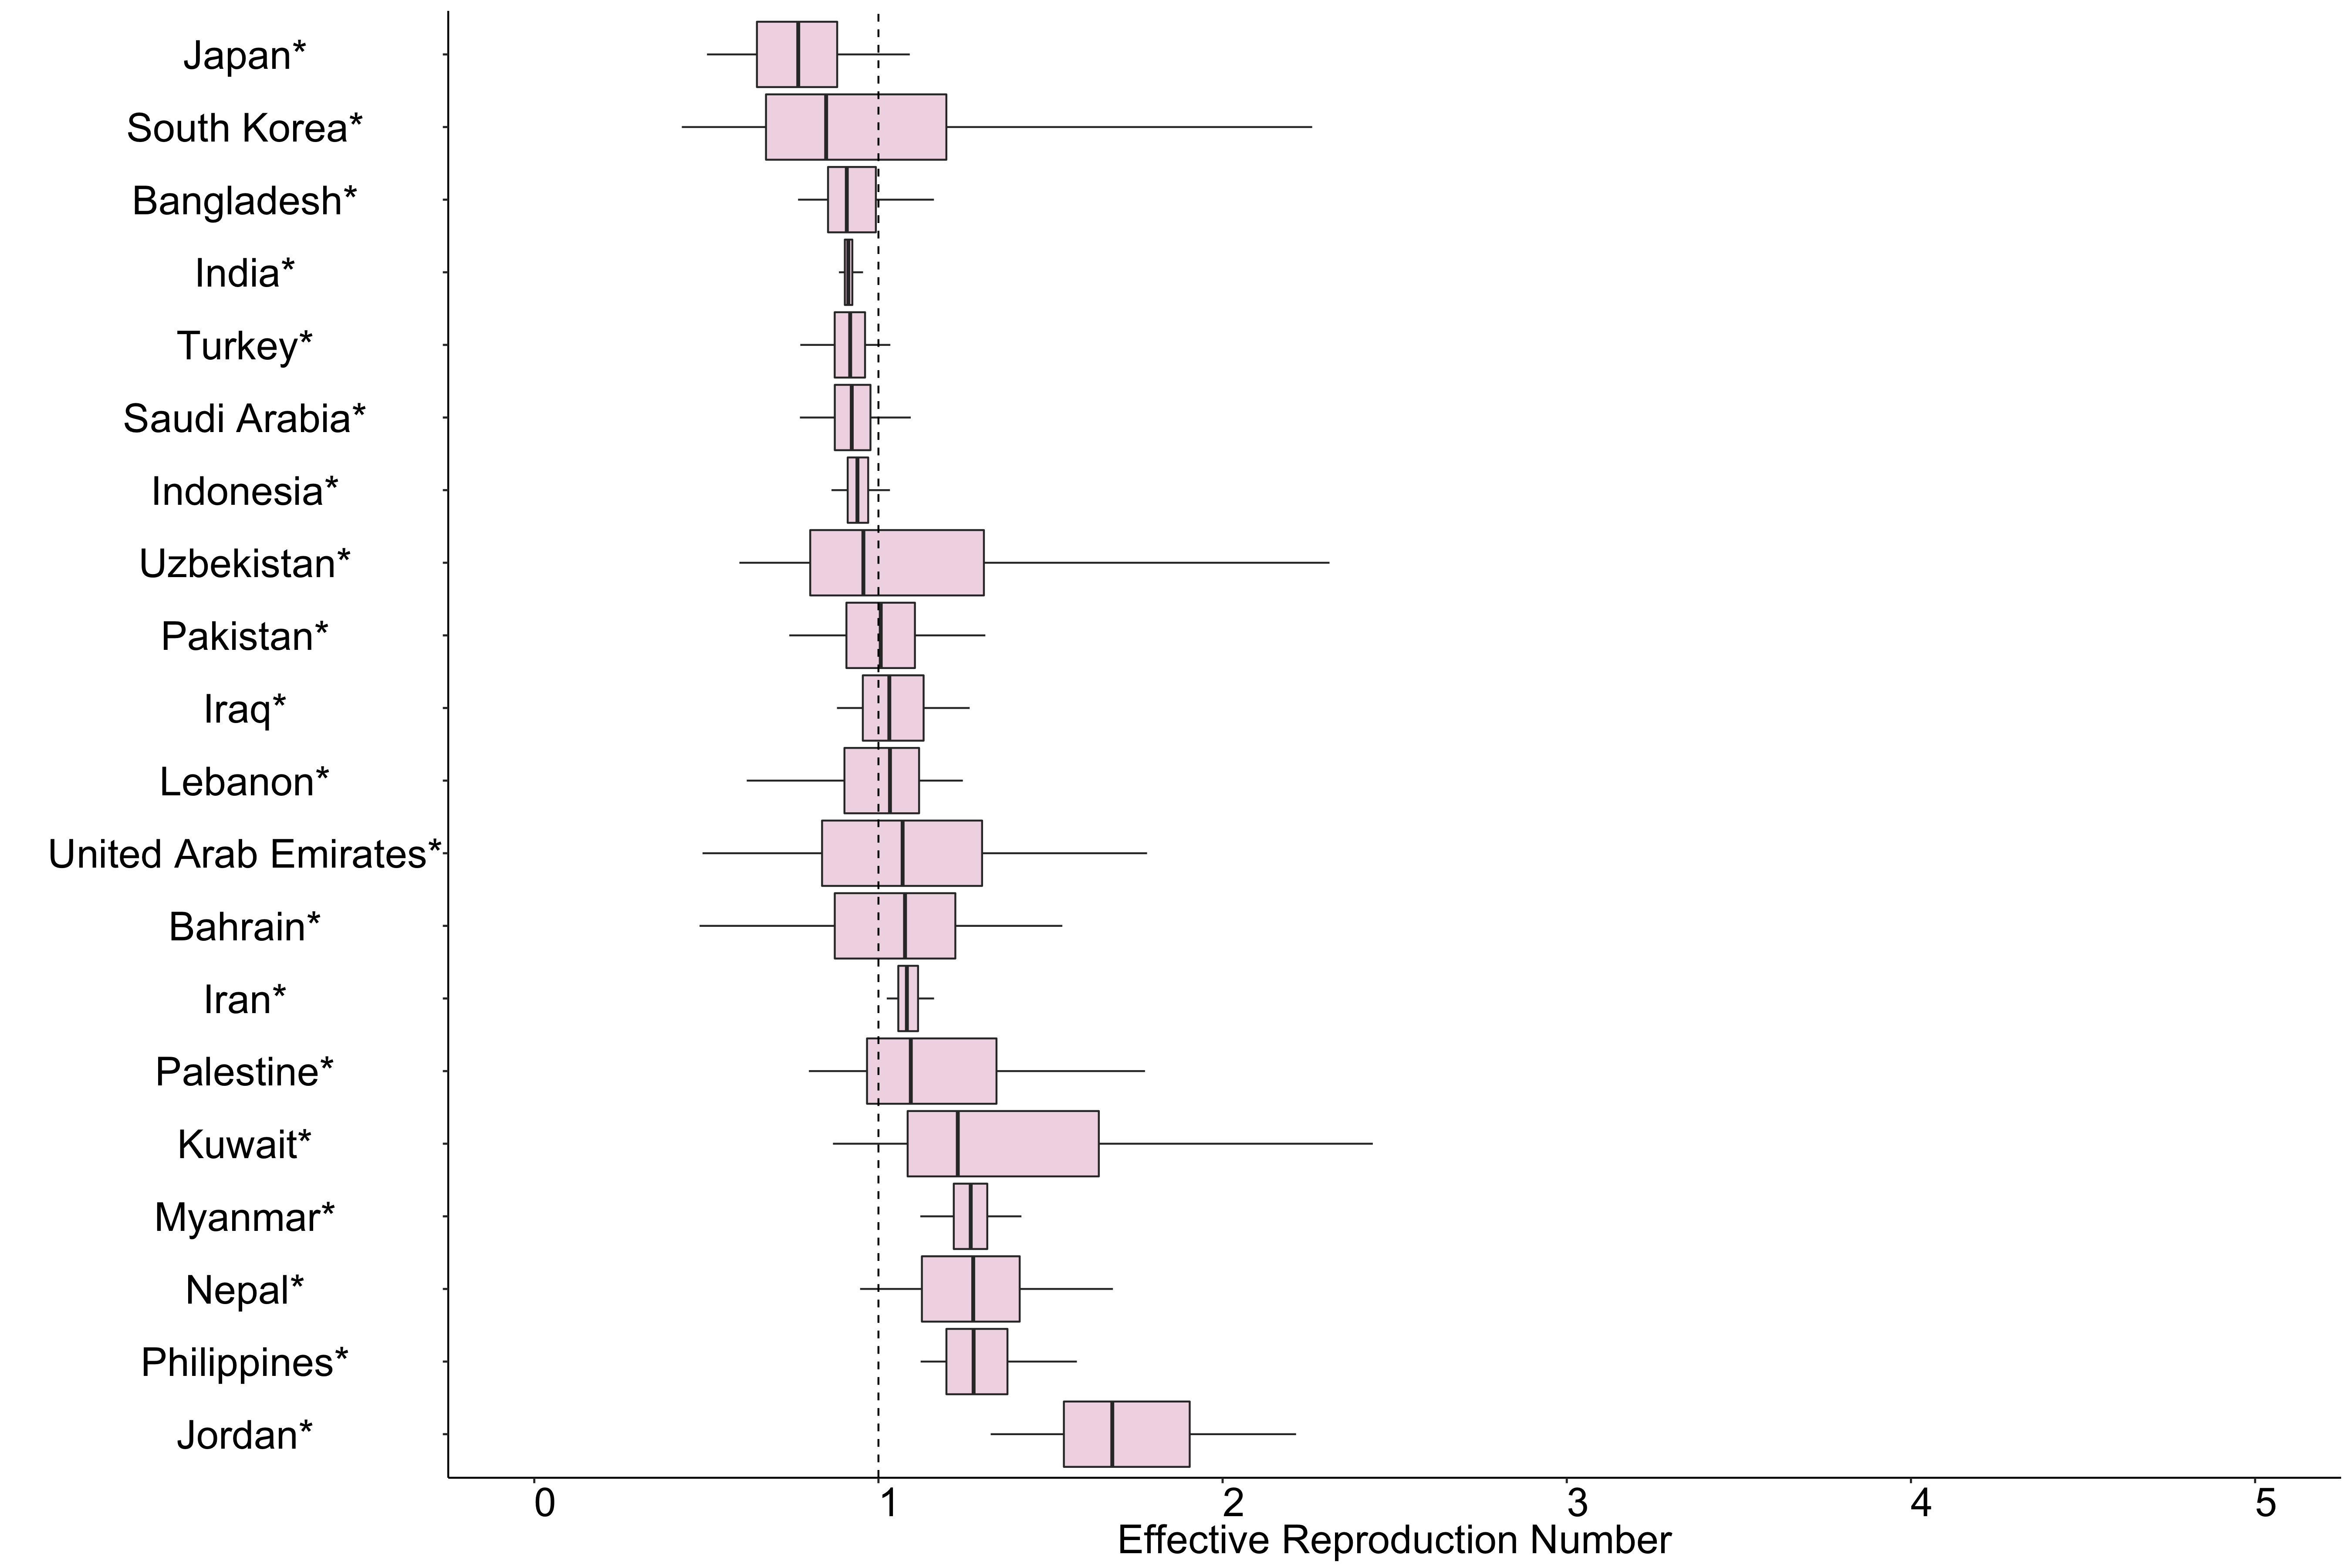 Japan*
South Korea*
Bangladesh*
India*
Turkey*
Saudi Arabia*
Indonesia*
Uzbekistan*
Pakistan*
Iraq*
Lebanon*
United Arab Emirates*
Bahrain*
Iran*
Palestine*
Kuwait*
Myanmar*
Nepal*
Philippines*
Jordan*
0 1 2 3 4 5
Effective Reproduction Number